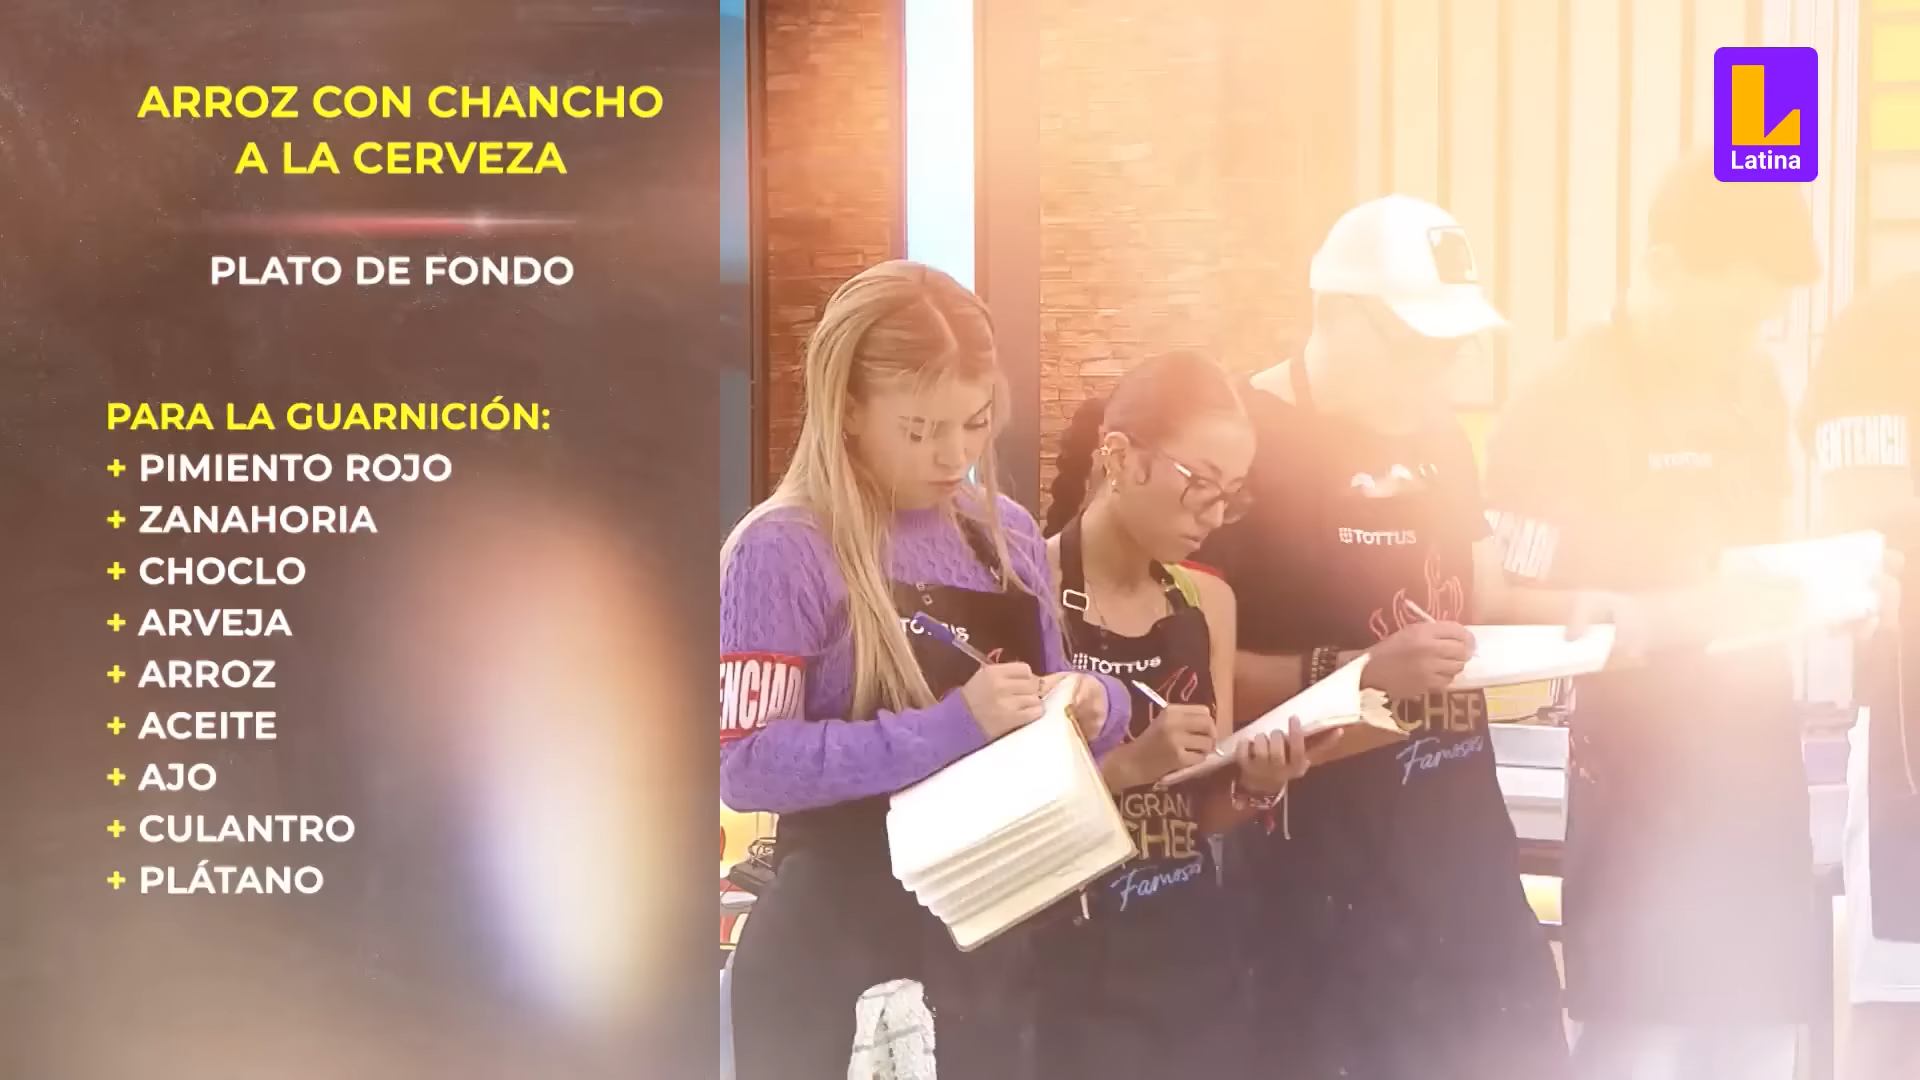 ARROZ CON CHANCHO
A LA CERVEZA
PLATO DE FONDO
PARA LA GUARNICIÓN:
+ PIMIENTO ROJO
+ ZANAHORIA
+ CHOCLO
+ ARVEJA
+ ARROZ
+ ACEITE
+ AJO
+ CULANTRO
+ PLÁTANO
Latina
TOTTUS
TOTTUS
GRAN
CHEF
Famosos
CHEF
Famosos